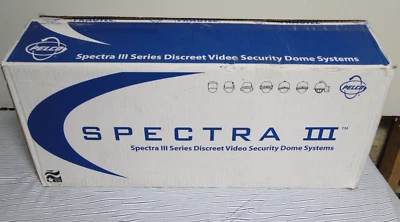 PELCO
Spectra III Series Discreet Video Security Dome Systems
PELCO
SPECTRA III™
Spectra III Series Discreet Video Security Dome Systems